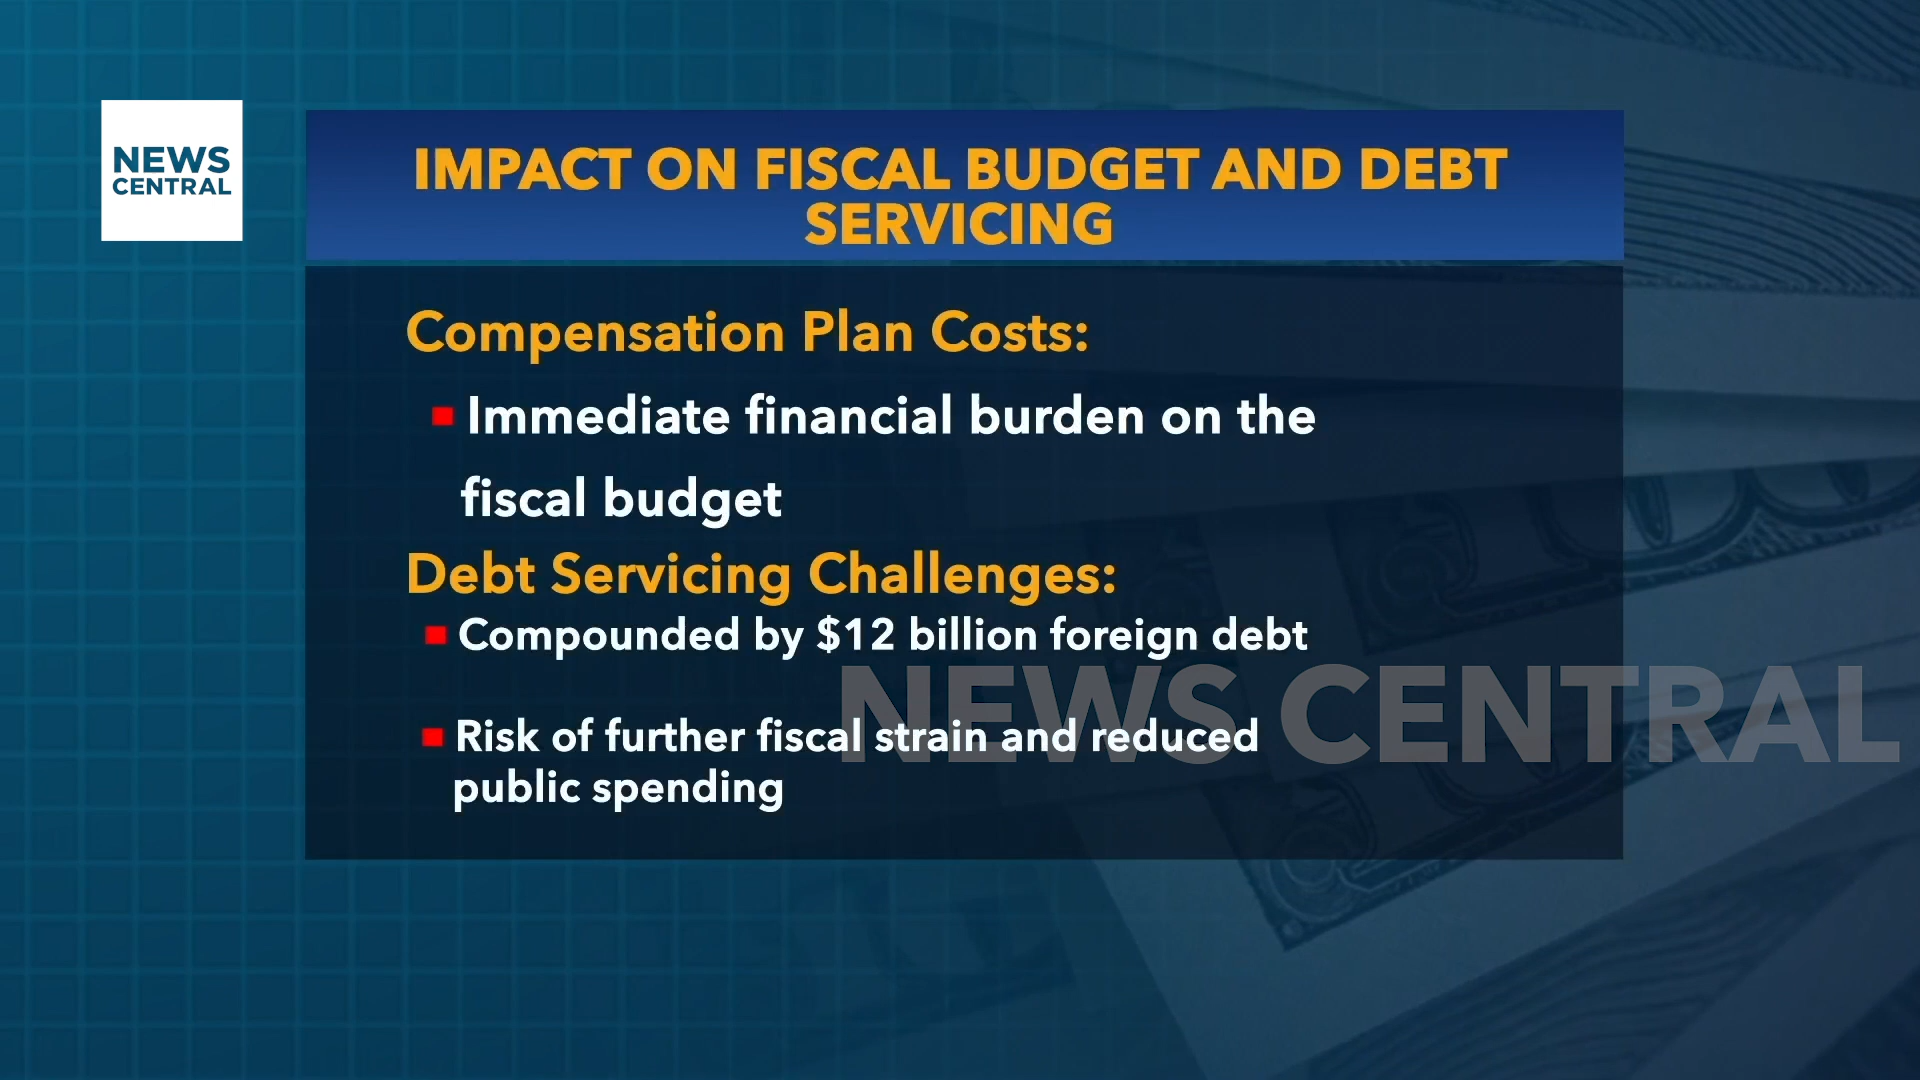 NEWS
CENTRAL
IMPACT ON FISCAL BUDGET AND DEBT
SERVICING
Compensation Plan Costs:
Immediate financial burden on the
fiscal budget
Debt Servicing Challenges:
Compounded by $12 billion foreign debt
NEWS CENTRAL
Risk of further fiscal strain and reduced
public spending